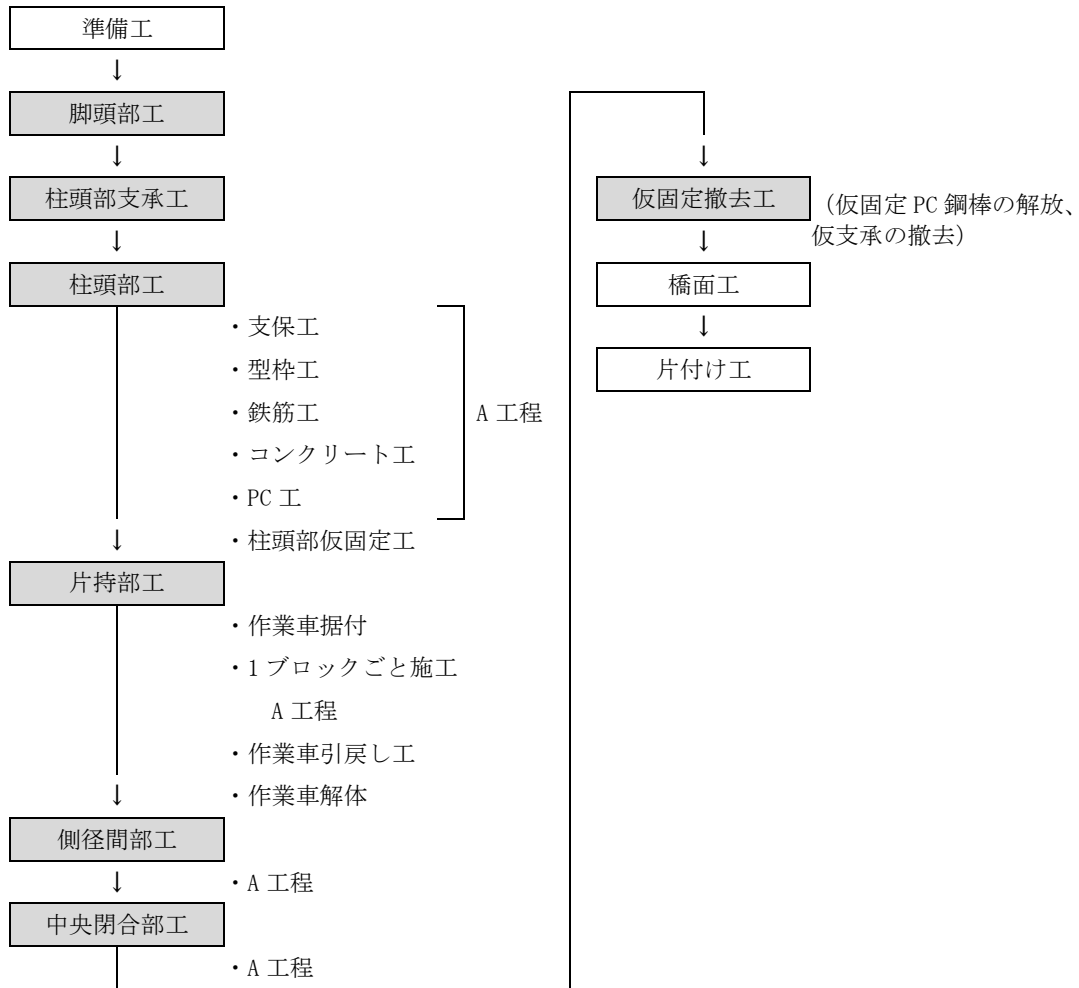 準備工
↓
脚頭部工
↓
柱頭部支承工
↓
柱頭部工
・支保工
・型枠工
・鉄筋工
・コンクリート工
・PC 工
A 工程
・柱頭部仮固定工
↓
片持部工
・作業車据付
・1 ブロックごと施工
A 工程
・作業車引戻し工
・作業車解体
↓
側径間部工
↓
・A 工程
中央閉合部工
・A 工程
↓
仮固定撤去工
（仮固定 PC 鋼棒の解放、
仮支承の撤去）
↓
橋面工
↓
片付け工